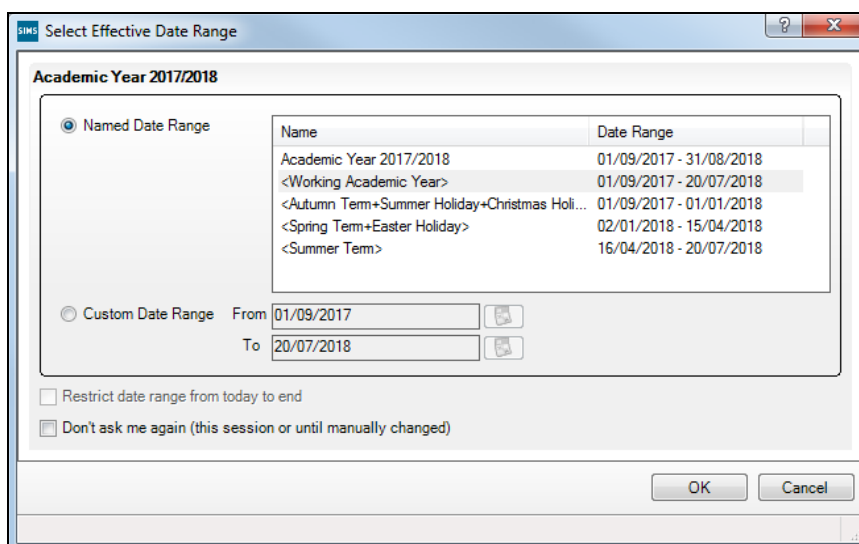 SIMS Select Effective Date Range
Academic Year 2017/2018
Named Date Range
Name Date Range
Academic Year 2017/2018 01/09/2017 - 31/08/2018
<Working Academic Year> 01/09/2017 - 20/07/2018
<Autumn Term+Summer Holiday+Christmas Holi... 01/09/2017 - 01/01/2018
<Spring Term+Easter Holiday> 02/01/2018 - 15/04/2018
<Summer Term> 16/04/2018 - 20/07/2018
Custom Date Range From 01/09/2017
To 20/07/2018
Restrict date range from today to end
Don't ask me again (this session or until manually changed)
OK Cancel